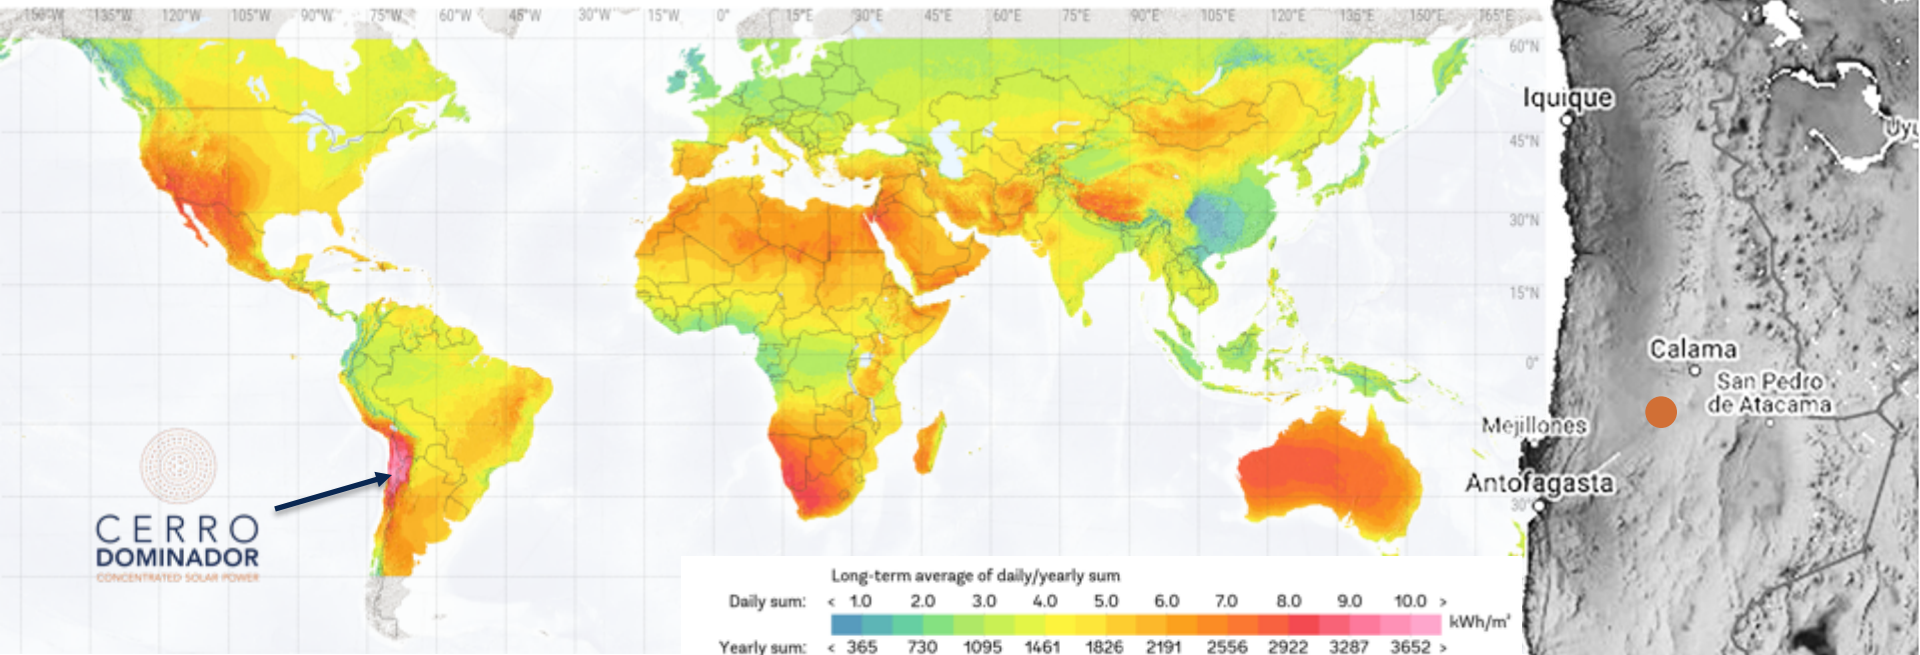 150°W 135°W 120°W 105°W 90°W 75°W 60°W 45°W 30°W 15°W 0° 15°E 30°E 45°E 60°E 75°E 90°E 105°E 120°E 135°E 150°E 165°E
60°N
Iquique
45°N
Uyu
30°N
15°N
Calama
0°
San Pedro
de Atacama
Mejillones
Antofagasta
30°
CERRO
DOMINADOR
CONCENTRATED SOLAR POWER
Long-term average of daily/yearly sum
Daily sum: < 1.0 2.0 3.0 4.0 5.0 6.0 7.0 8.0 9.0 10.0 >
kWh/m²
Yearly sum: < 365 730 1095 1461 1826 2191 2556 2922 3287 3652 >